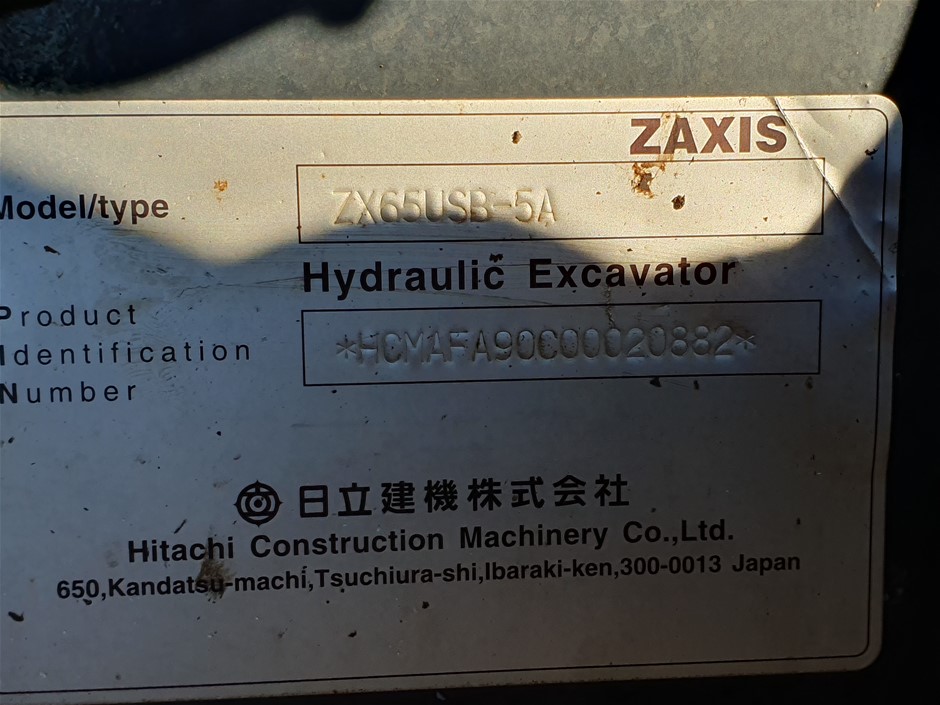 ZAXIS
Model/type
ZX65USB-5A
Hydraulic Excavator
Product
Identification
Number
*HCMAFA90C00020882*
日立建機株式会社
Hitachi Construction Machinery Co.,Ltd.
650,Kandatsu-machi,Tsuchiura-shi,Ibaraki-ken,300-0013 Japan